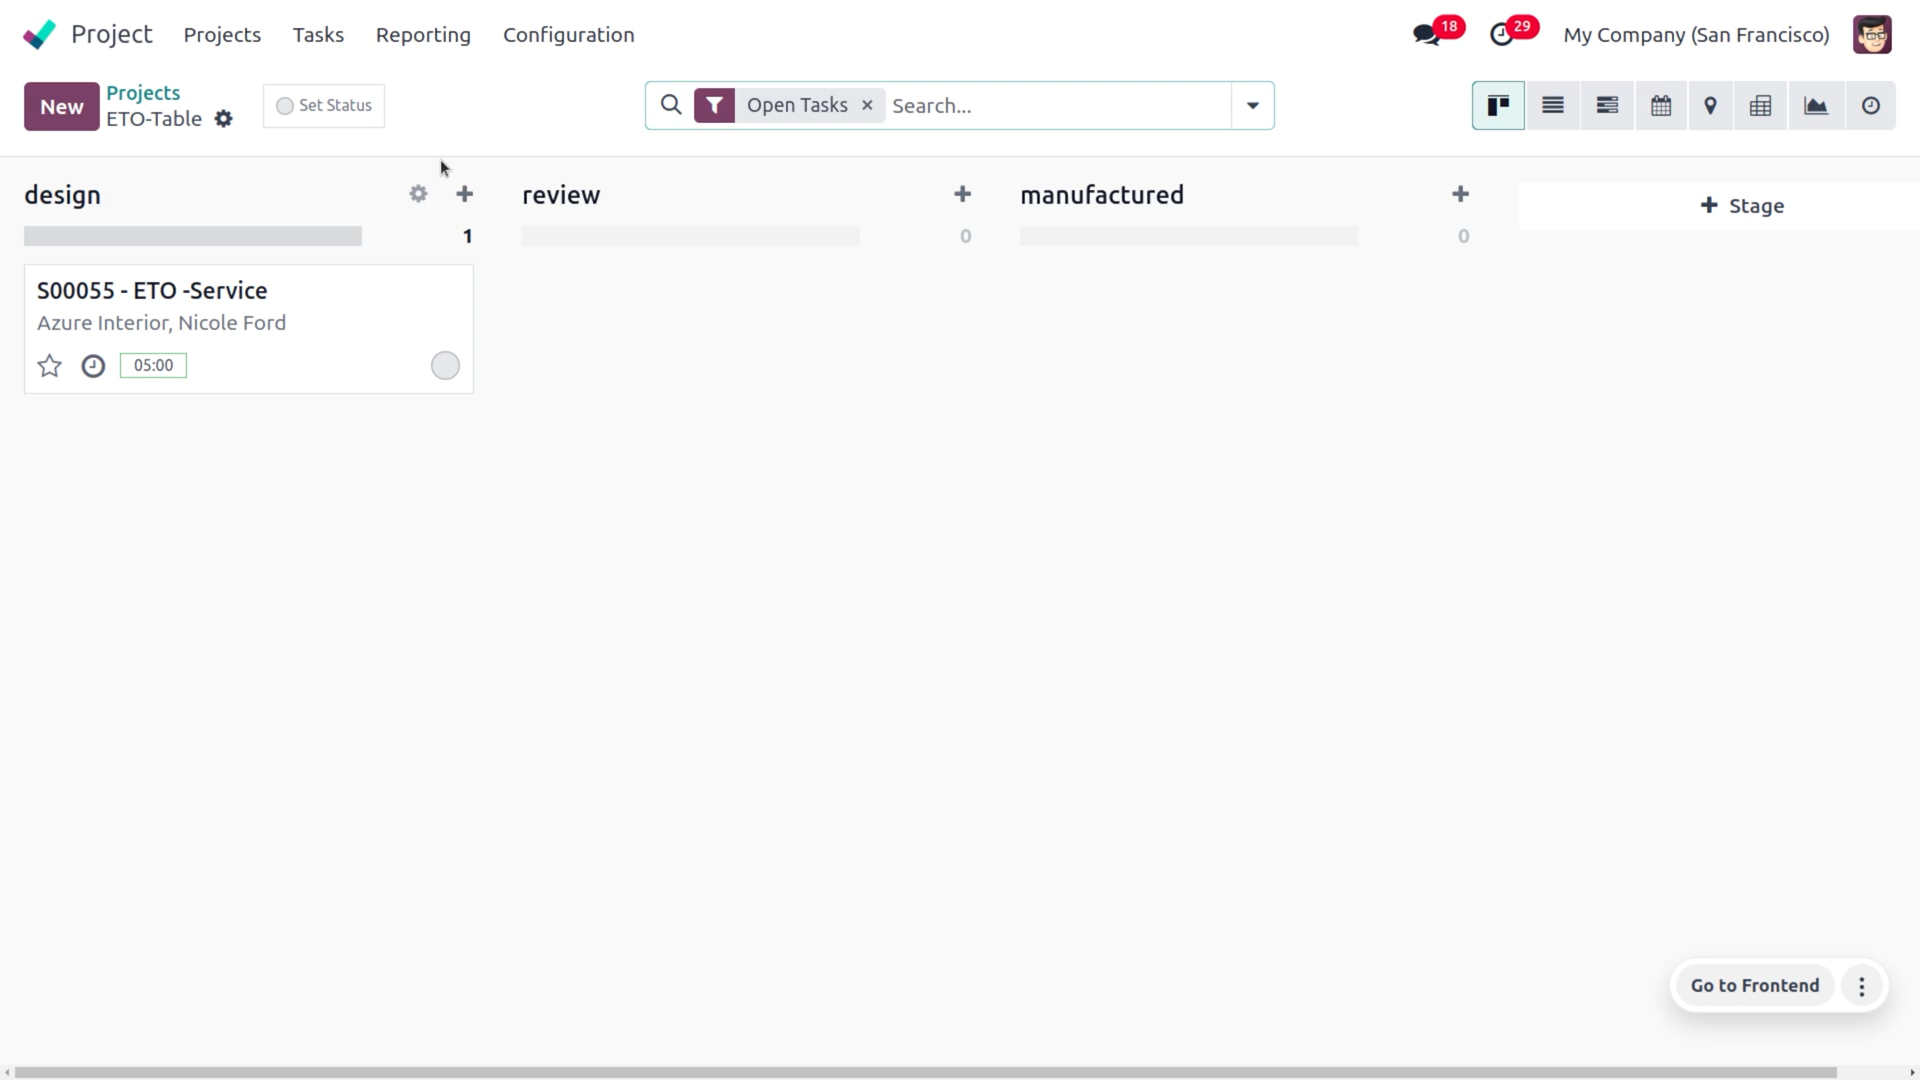 Project Projects Tasks Reporting Configuration 18 29 My Company (San Francisco)
New Projects Set Status Open Tasks × Search...
ETO-Table
design review manufactured + Stage
1 0 0
S00055 - ETO -Service
Azure Interior, Nicole Ford
05:00
Go to Frontend